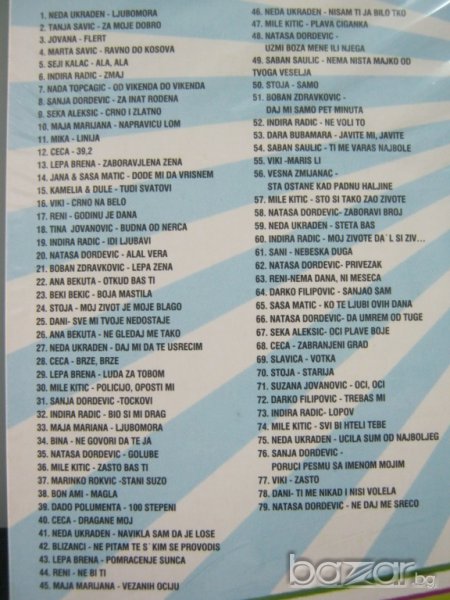 1. NEDA UKRADEN - LJUBOMORA
2. TANJA SAVIC - ZA MOJE DOBRO
3. JOVANA - FLERT
4. MARTA SAVIC - RAVNO DO KOSOVA
5. SEJI KALAC - ALA, ALA
6. INDIRA RADIC - ZMAJ
7. NADA TOPCAGIC - OD VIKENDA DO VIKENDA
8. SANJA DORDEVIC - ZA INAT RODENA
9. SEKA ALEKSIC - CRNO I ZLATNO
10. MAJA MARIJANA - NAPRAVICU LOM
11. MIKA - LINIJA
12. CECA - 39,2
13. LEPA BRENA - ZABORAVLJENA ZENA
14. JANA & SASA MATIC - DODE MI DA VRISNEM
15. KAMELIA & DULE - TUDI SVATOVI
16. VIKI - CRNO NA BELO
17. RENI - GODINU JE DANA
18. TINA JOVANOVIC - BUDNA OD NERCA
19. INDIRA RADIC - IDI LJUBAVI
20. NATASA DORDEVIC - ALAL VERA
21. BOBAN ZDRAVKOVIC - LEPA ZENA
22. ANA BEKUTA - OTKUD BAS TI
23. BEKI BEKIC - BOJA MASTILA
24. STOJA - MOJ ZIVOT JE MOJE BLAGO
25. DANI- SVE MI TVOJE NEDOSTAJE
26. ANA BEKUTA - NE GLEDAJ ME TAKO
27. NEDA UKRADEN - DAJ MI DA TE USRECIM
28. CECA - BRZE, BRZE
29. LEPA BRENA - LUDA ZA TOBOM
30. MILE KITIC - POLICIJO, OPOSTI MI
31. SANJA DORDEVIC -TOCKOVI
32. INDIRA RADIC - BIO SI MI DRAG
33. MAJA MARIANA - LJUBOMORA
34. BINA - NE GOVORI DA TE JA
35. NATASA DORDEVIC - GOLUBE
36. MILE KITIC - ZASTO BAS TI
37. MARINKO ROKVIC -STANI SUZO
38. BON AMI - MAGLA
39. DADO POLUMENTA - 100 STEPENI
40. CECA - DRAGANE MOJ
41. NEDA UKRADEN - NAVIKLA SAM DA JE LOSE
42. BLIZANCI - NE PITAM TE S` KIM SE PROVODIS
43. LEPA BRENA - POMRACENJE SUNCA
44. RENI - NE BI TI
45. MAJA MARIJANA - VEZANIH OCIJU
46. NEDA UKRADEN - NISAM TI JA BILO TKO
47. MILE KITIC - PLAVA CIGANKA
48. NATASA DORDEVIC -
UZMI BOZA MENE ILI NJEGA
49. SABAN SAULIC - NEMA NISTA MAJKO OD
TVOGA VESELJA
50. STOJA - SAMO
51. BOBAN ZDRAVKOVIC -
DAJ MI SAMO PET MINUTA
52. INDIRA RADIC - NE VOLI TO
53. DARA BUBAMARA - JAVITE MI, JAVITE
54. SABAN SAULIC - TI ME VARAS NAJBOLE
55. VIKI -MARIS LI
56. VESNA ZMIJANAC -
STA OSTANE KAD PADNU HALJINE
57. MILE KITIC - STO SI TAKO ZAO ZIVOTE
58. NATASA DORDEVIC - ZABORAVI BROJ
59. NEDA UKRADEN - STETA BAS
60. INDIRA RADIC - MOJ ZIVOTE DA`L SI ZIV...
61. SANI - NEBESKA DUGA
62. NATASA DORDEVIC - PRIVEZAK
63. RENI-NEMA DANI, NI MESECA
64. DARKO FILIPOVIC - SANJAO SAM
65. SASA MATIC - KO TE LJUBI OVIH DANA
66. NATASA DORDEVIC- DA UMREM OD TUGE
67. SEKA ALEKSIC- OCI PLAVE BOJE
68. CECA - ZABRANJENI GRAD
69. SLAVICA - VOTKA
70. STOJA - STARIJA
71. SUZANA JOVANOVIC - OCI, OCI
72. DARKO FILIPOVIC - TREBAS MI
73. INDIRA RADIC- LOPOV
74. MILE KITIC - SVI BI HTELI TEBE
75. NEDA UKRADEN - UCILA SUM OD NAJBOLJEG
76. SANJA DORDEVIC -
PORUCI PESMU SA IMENOM MOJIM
77. VIKI - ZASTO
78. DANI- TI ME NIKAD I NISI VOLELA
79. NATASA DORDEVIC - NE DAJ ME SRECO
bazar.bg